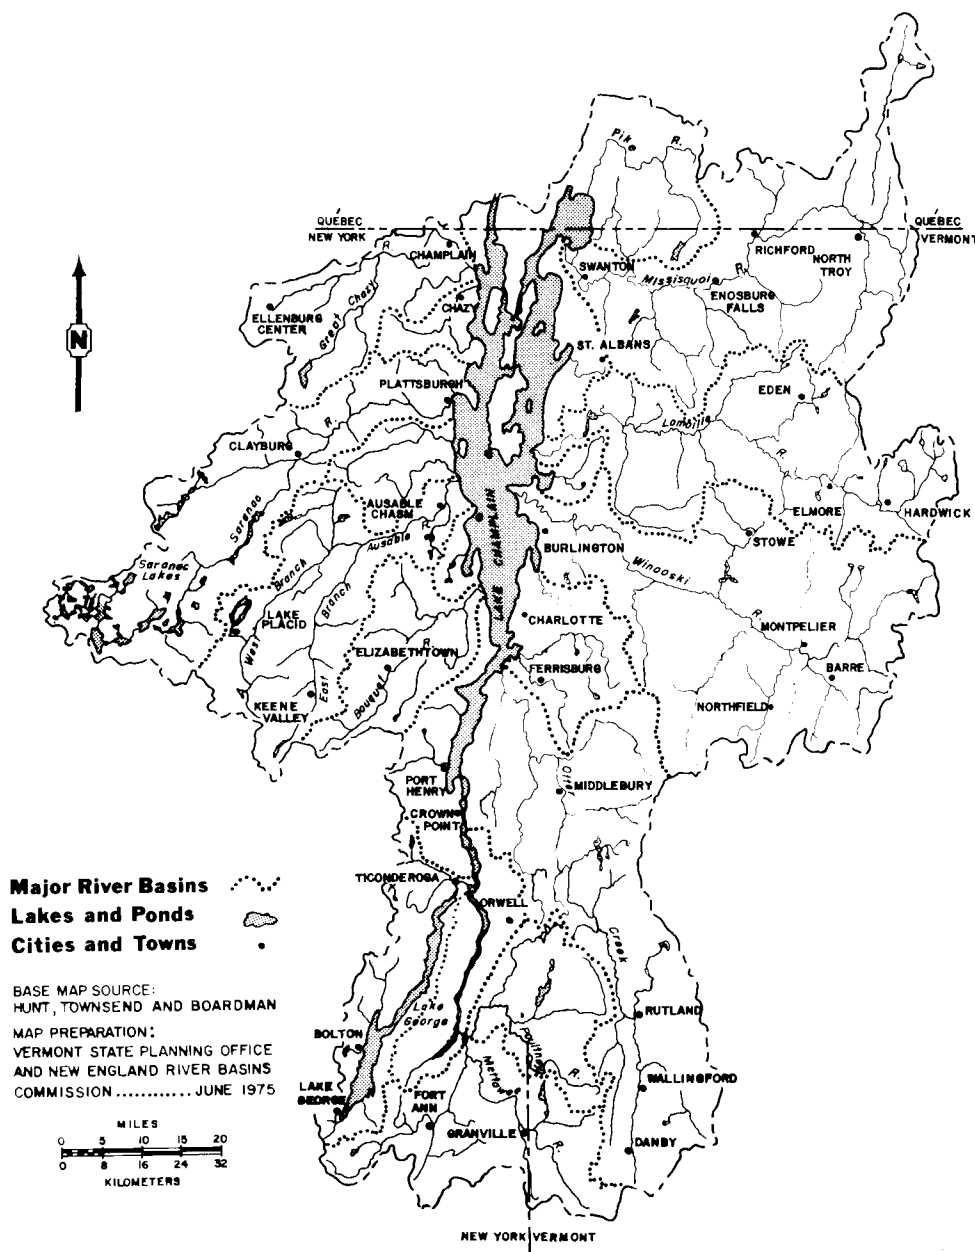 Pike R.
QUÉBEC
NEW YORK
QUÉBEC
VERMONT
CHAMPLAIN
R.
Great Chazy
CHAZY
ELLENBURG
CENTER
N
SWANTON
Missisquoi
R.
RICHFORD
NORTH
TROY
ENOSBURG
FALLS
ST. ALBANS
PLATTSBURGH
EDEN
Lamoille
R.
CLAYBURG
R.
Saranac
AUSABLE
CHASM
Ausable
ELMORE
HARDWICK
STOWE
LAKE CHAMPLAIN
BURLINGTON
Winooski
R.
Saranac
Lakes
West Branch
LAKE
PLACID
East Branch
CHARLOTTE
MONTPELIER
BARRE
ELIZABETHTOWN
Bouquet
R.
FERRISBURG
KEENE
VALLEY
NORTHFIELD
PORT
HENRY
Otter
MIDDLEBURY
CROWN
POINT
TICONDEROGA
ORWELL
Creek
Major River Basins
Lakes and Ponds
Cities and Towns
BASE MAP SOURCE:
HUNT, TOWNSEND AND BOARDMAN
MAP PREPARATION:
VERMONT STATE PLANNING OFFICE
AND NEW ENGLAND RIVER BASINS
COMMISSION ............ JUNE 1975
Lake
George
BOLTON
RUTLAND
Poultney
R.
Mettawee
R.
LAKE
GEORGE
FORT
ANN
WALLINGFORD
GRANVILLE
DANBY
MILES
0 5 10 15 20
0 8 16 24 32
KILOMETERS
NEW YORK VERMONT